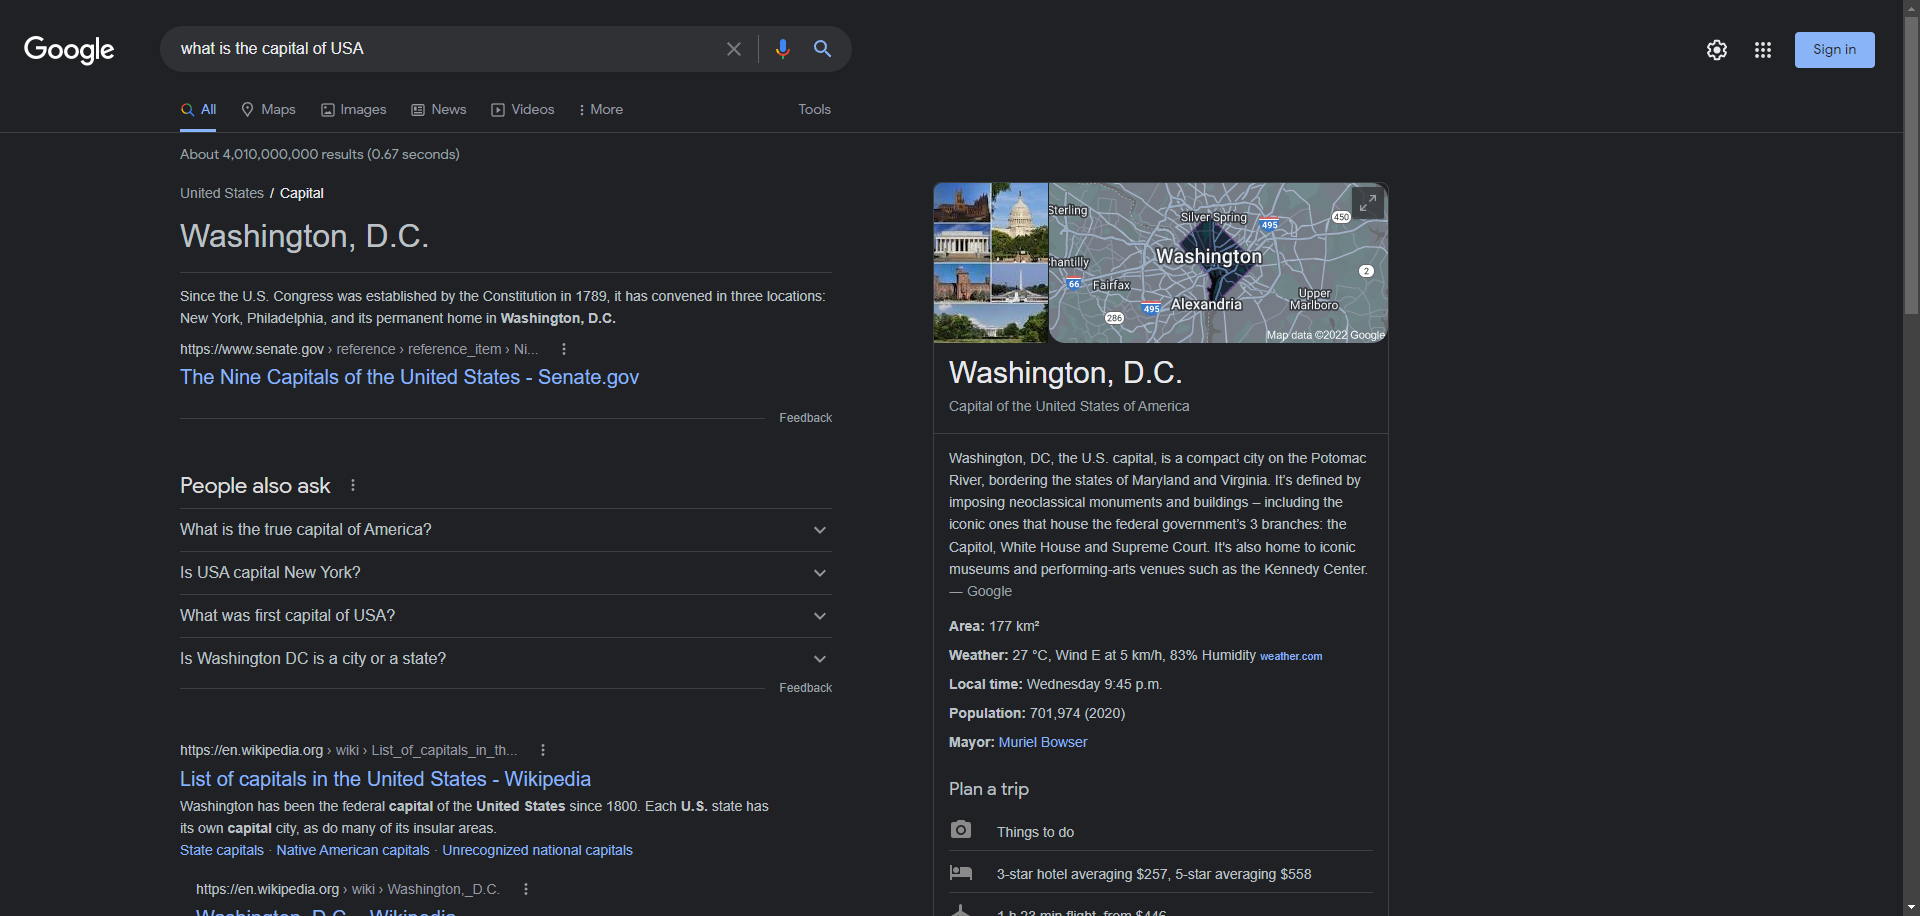 Google
what is the capital of USA
Sign in
All
Maps
Images
News
Videos
More
Tools
About 4,010,000,000 results (0.67 seconds)
United States / Capital
Washington, D.C.
Since the U.S. Congress was established by the Constitution in 1789, it has convened in three locations:
New York, Philadelphia, and its permanent home in Washington, D.C.
https://www.senate.gov › reference › reference_item › Ni...
The Nine Capitals of the United States - Senate.gov
Feedback
People also ask
What is the true capital of America?
Is USA capital New York?
What was first capital of USA?
Is Washington DC is a city or a state?
Feedback
https://en.wikipedia.org › wiki › List_of_capitals_in_th...
List of capitals in the United States - Wikipedia
Washington has been the federal capital of the United States since 1800. Each U.S. state has
its own capital city, as do many of its insular areas.
State capitals · Native American capitals · Unrecognized national capitals
https://en.wikipedia.org › wiki › Washington,_D.C.
Washington, D.C. - Wikipedia
Sterling
Silver Spring
495
450
Washington
hantilly
66
Fairfax
2
495
Alexandria
Upper
Marlboro
286
Map data ©2022 Google
Washington, D.C.
Capital of the United States of America
Washington, DC, the U.S. capital, is a compact city on the Potomac
River, bordering the states of Maryland and Virginia. It's defined by
imposing neoclassical monuments and buildings – including the
iconic ones that house the federal government's 3 branches: the
Capitol, White House and Supreme Court. It's also home to iconic
museums and performing-arts venues such as the Kennedy Center.
— Google
Area: 177 km²
Weather: 27 °C, Wind E at 5 km/h, 83% Humidity weather.com
Local time: Wednesday 9:45 p.m.
Population: 701,974 (2020)
Mayor: Muriel Bowser
Plan a trip
Things to do
3-star hotel averaging $257, 5-star averaging $558
1 h 23 min flight, from $446